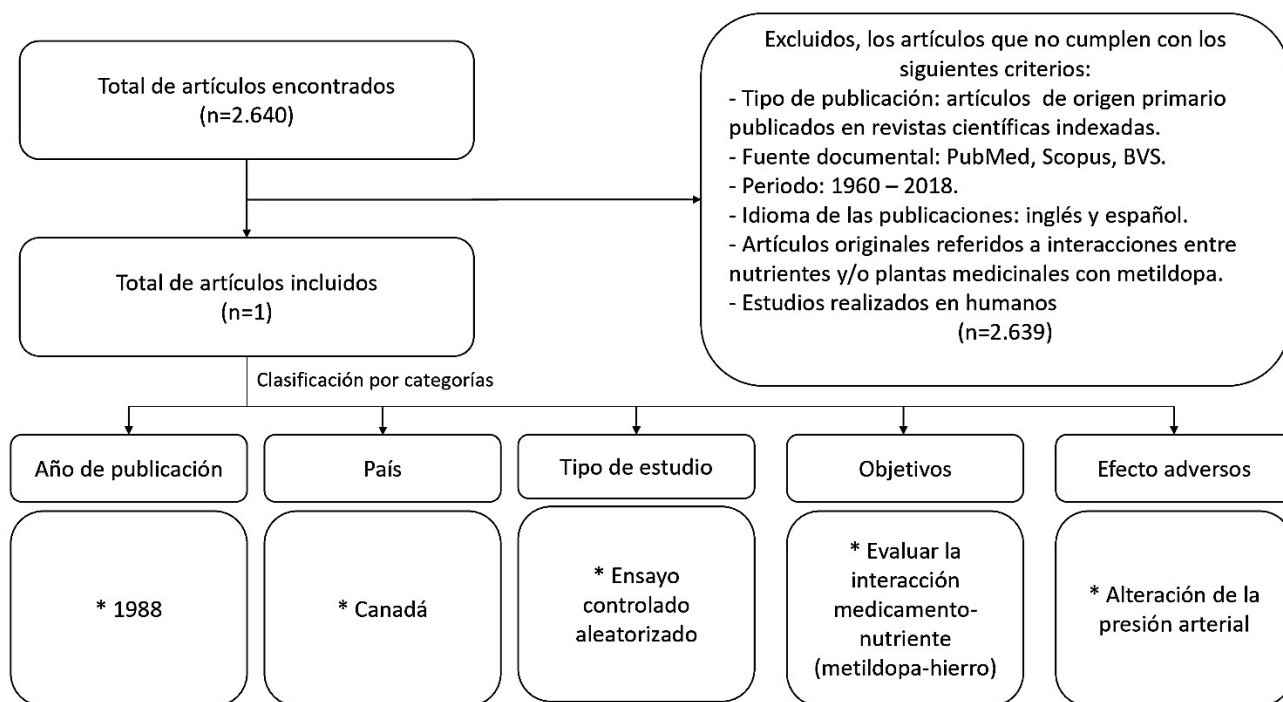 Total de artículos encontrados
(n=2.640)
Excluidos, los artículos que no cumplen con los
siguientes criterios:
- Tipo de publicación: artículos de origen primario
publicados en revistas científicas indexadas.
- Fuente documental: PubMed, Scopus, BVS.
- Periodo: 1960 – 2018.
- Idioma de las publicaciones: inglés y español.
- Artículos originales referidos a interacciones entre
nutrientes y/o plantas medicinales con metildopa.
- Estudios realizados en humanos
(n=2.639)
Total de artículos incluidos
(n=1)
Clasificación por categorías
Año de publicación
País
Tipo de estudio
Objetivos
Efecto adversos
* 1988
* Canadá
* Ensayo
controlado
aleatorizado
* Evaluar la
interacción
medicamento-
nutriente
(metildopa-hierro)
* Alteración de la
presión arterial